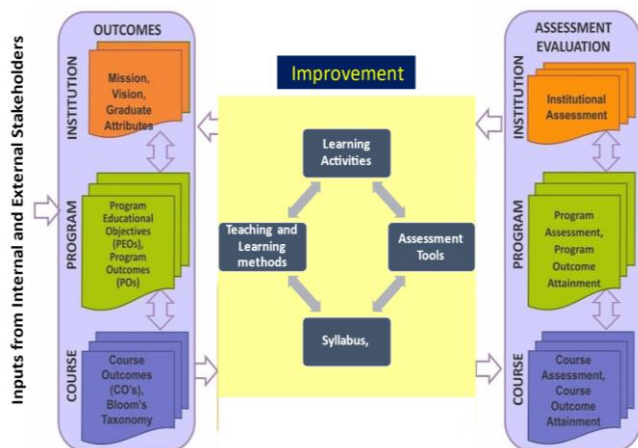 Inputs from Internal and External Stakeholders
OUTCOMES
INSTITUTION
Mission,
Vision,
Graduate
Attributes
PROGRAM
Program
Educational
Objectives
(PEOs),
Program
Outcomes
(POs)
COURSE
Course
Outcomes
(CO's),
Bloom's
Taxonomy
Improvement
Learning
Activities
Teaching and
Learning
methods
Assessment
Tools
Syllabus,
ASSESSMENT
EVALUATION
INSTITUTION
Institutional
Assessment
PROGRAM
Program
Assessment,
Program
Outcome
Attainment
COURSE
Course
Assessment,
Course
Outcome
Attainment